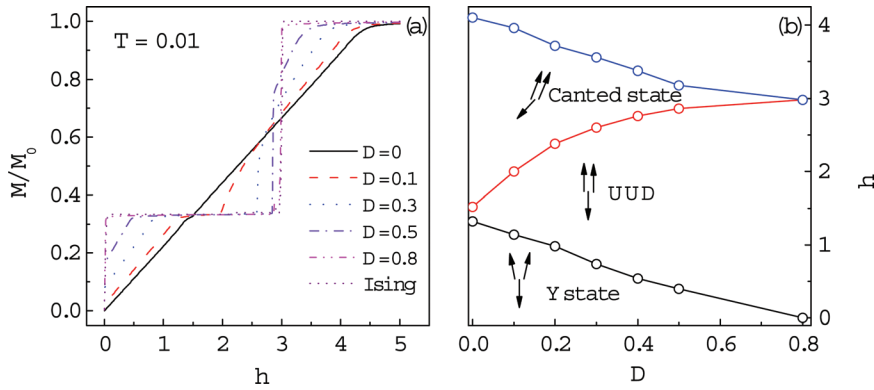 (a)
T = 0.01
M/M₀
1.0
0.8
0.6
0.4
0.2
0.0
D=0
D=0.1
D=0.3
D=0.5
D=0.8
Ising
0 1 2 3 4 5
h
(b)
Canted state
UUD
Y state
4
3
2
1
0
h
0.0 0.2 0.4 0.6 0.8
D